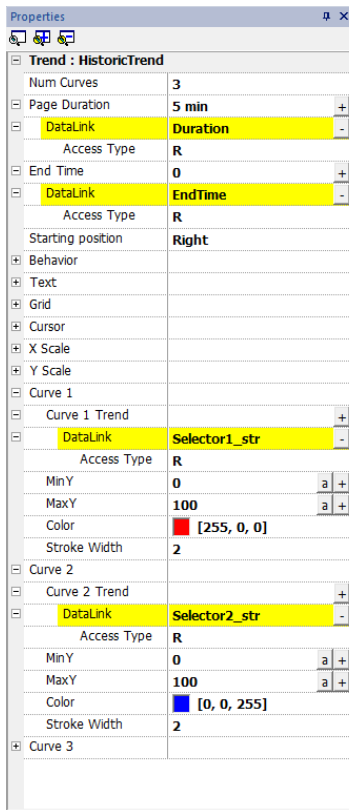 Properties
Trend : HistoricTrend
Num Curves 3
Page Duration 5 min +
DataLink Duration -
Access Type R
End Time 0 +
DataLink EndTime -
Access Type R
Starting position Right
Behavior
Text
Grid
Cursor
X Scale
Y Scale
Curve 1
Curve 1 Trend +
DataLink Selector1_str -
Access Type R
MinY 0 a +
MaxY 100 a +
Color [255, 0, 0]
Stroke Width 2
Curve 2
Curve 2 Trend +
DataLink Selector2_str -
Access Type R
MinY 0 a +
MaxY 100 a +
Color [0, 0, 255]
Stroke Width 2
Curve 3